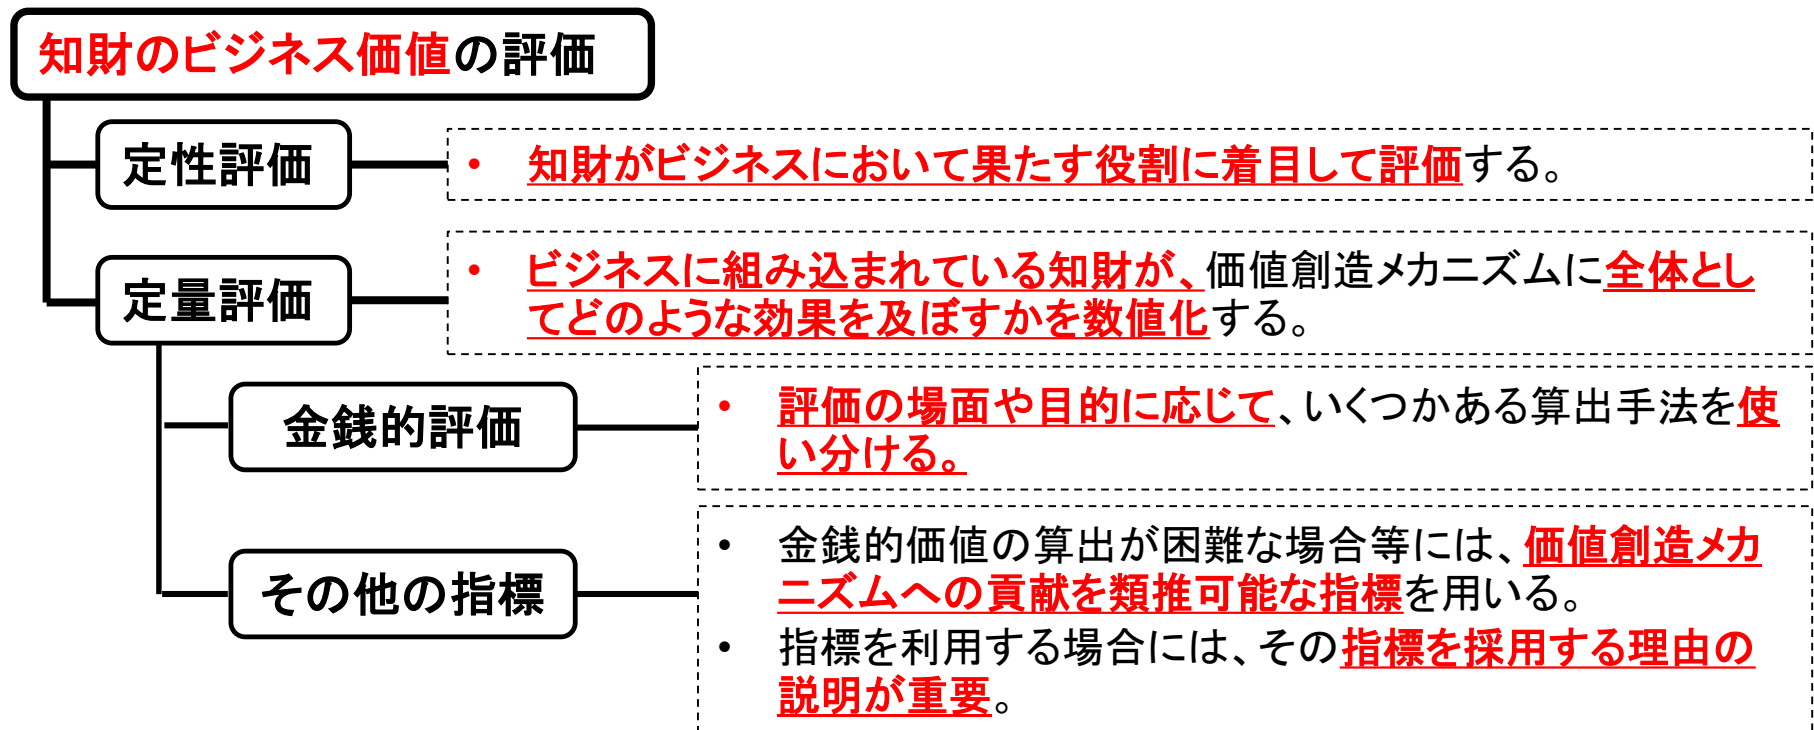 知財のビジネス価値の評価
定性評価
• 知財がビジネスにおいて果たす役割に着目して評価する。
定量評価
• ビジネスに組み込まれている知財が、価値創造メカニズムに全体とし
てどのような効果を及ぼすかを数値化する。
金銭的評価
• 評価の場面や目的に応じて、いくつかある算出手法を使
い分ける。
その他の指標
• 金銭的価値の算出が困難な場合等には、価値創造メカ
ニズムへの貢献を類推可能な指標を用いる。
• 指標を利用する場合には、その指標を採用する理由の
説明が重要。